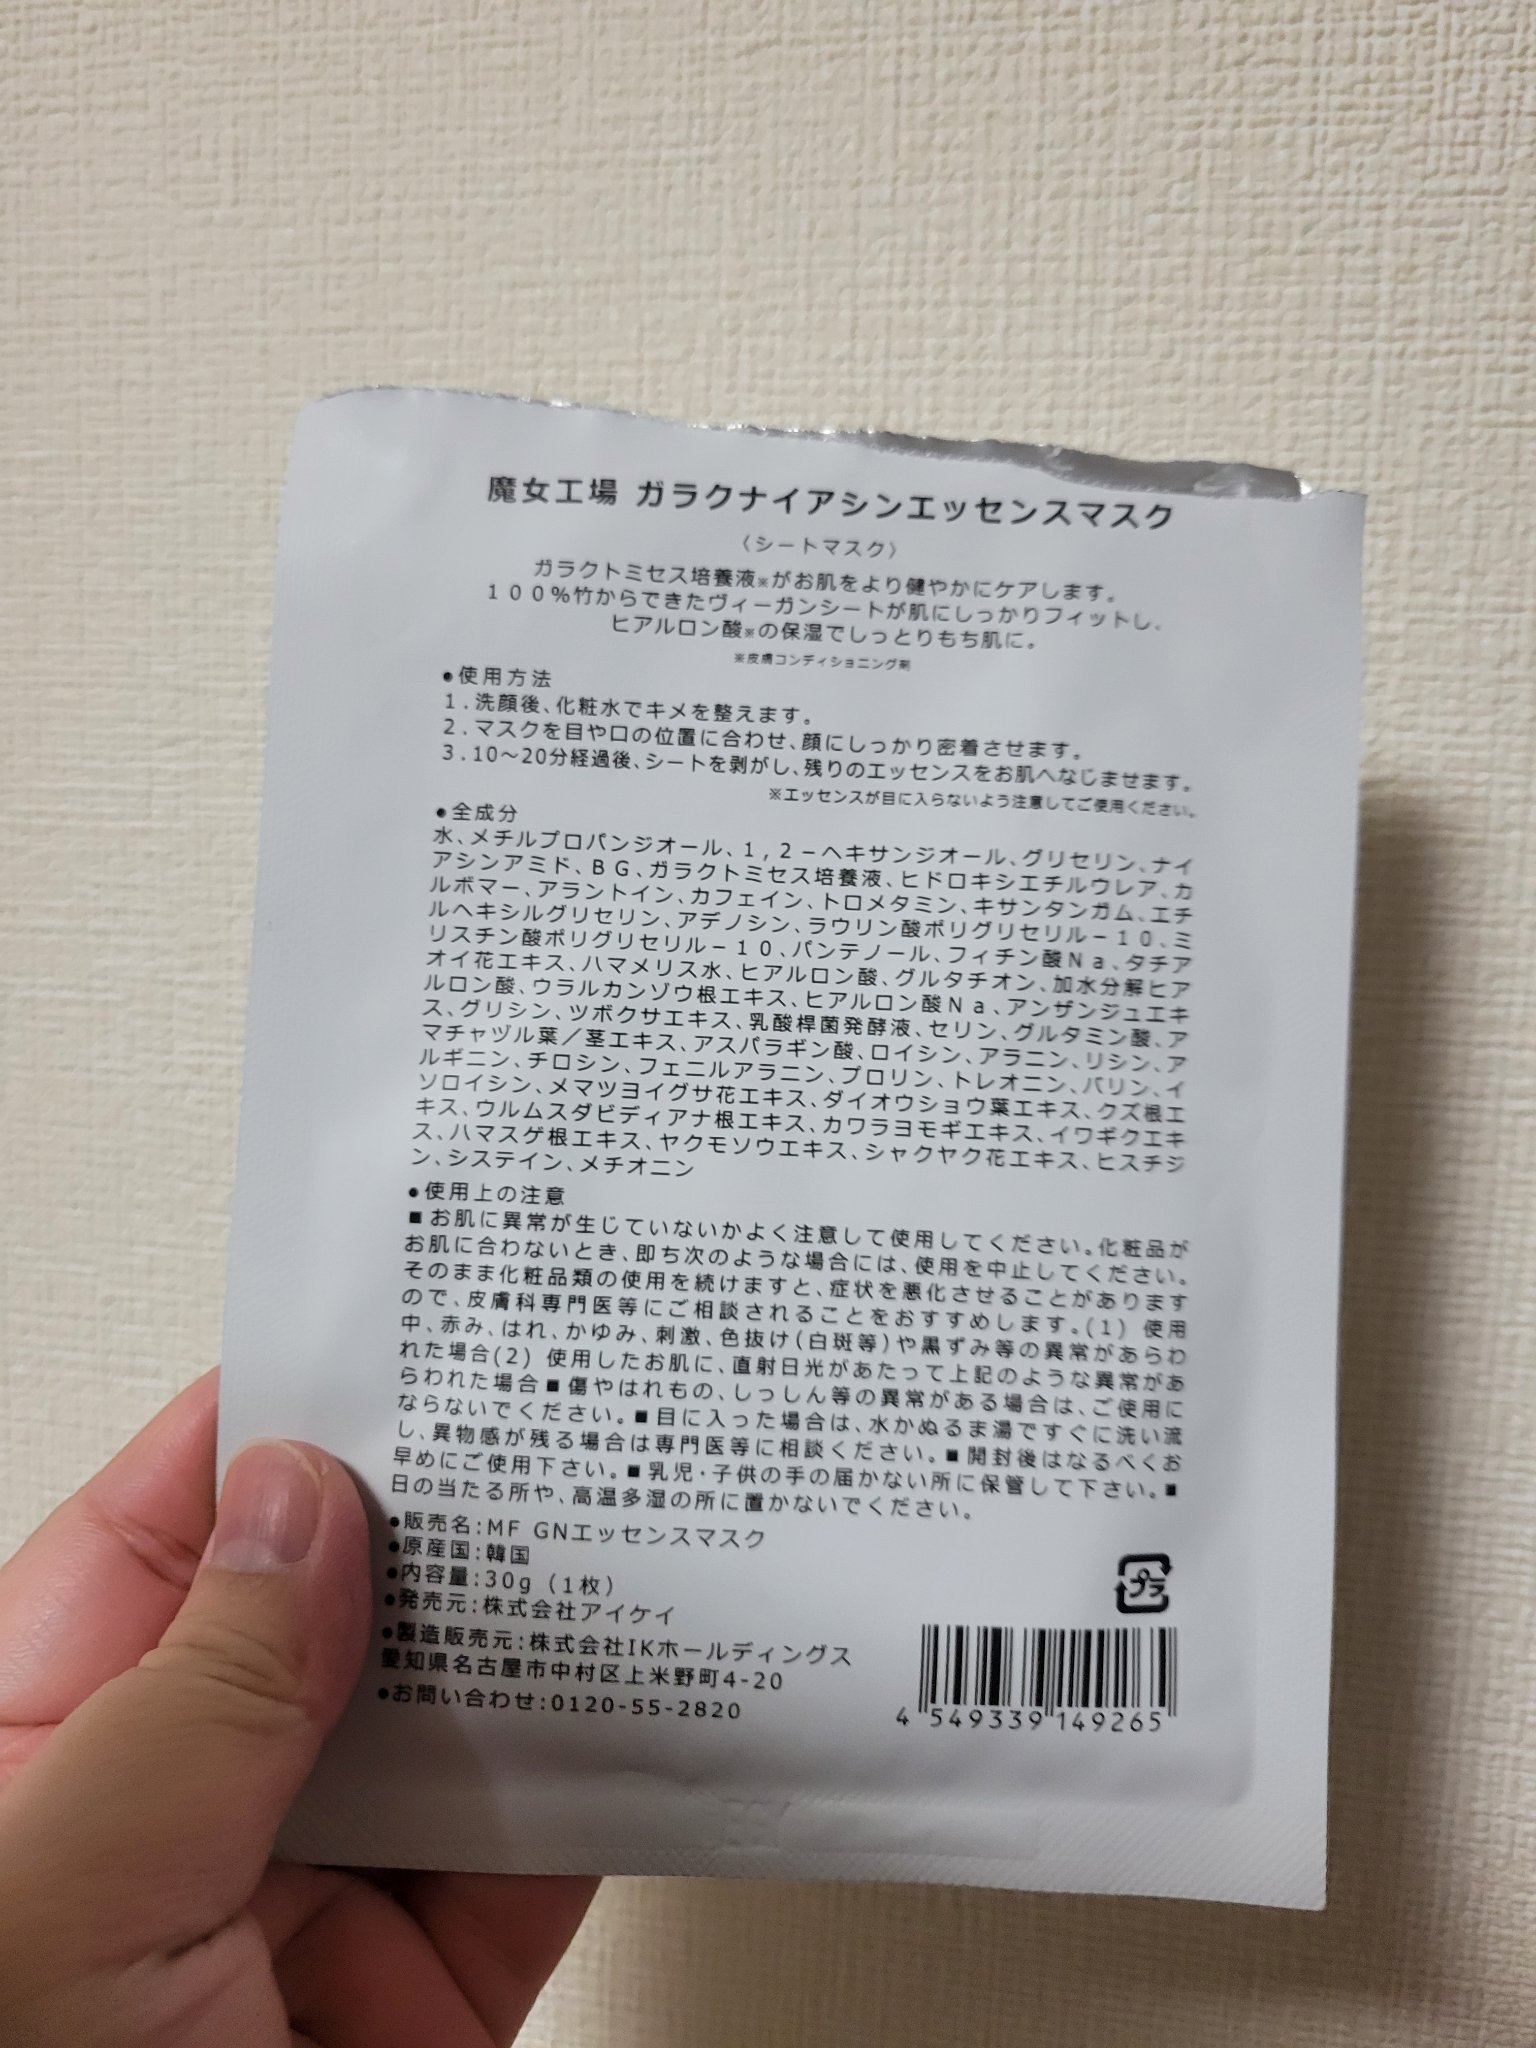 魔女工場 ガラクナイアシンエッセンスマスク
〈シートマスク〉
ガラクトミセス培養液※がお肌をより健やかにケアします。
100%竹からできたヴィーガンシートが肌にしっかりフィットし、
ヒアルロン酸※の保湿でしっとりもち肌に。
※皮膚コンディショニング剤
●使用方法
1.洗顔後、化粧水でキメを整えます。
2.マスクを目や口の位置に合わせ、顔にしっかり密着させます。
3.10～20分経過後、シートを剥がし、残りのエッセンスをお肌へなじませます。
※エッセンスが目に入らないよう注意してご使用ください。
●全成分
水、メチルプロパンジオール、1,2-ヘキサンジオール、グリセリン、ナイ
アシンアミド、BG、ガラクトミセス培養液、ヒドロキシエチルウレア、カ
ルボマー、アラントイン、カフェイン、トロメタミン、キサンタンガム、エチ
ルヘキシルグリセリン、アデノシン、ラウリン酸ポリグリセリル-10、ミ
リスチン酸ポリグリセリル-10、パンテノール、フィチン酸Na、タチア
オイ花エキス、ハマメリス水、ヒアルロン酸、グルタチオン、加水分解ヒア
ルロン酸、ウラルカンゾウ根エキス、ヒアルロン酸Na、アンザンジュエキ
ス、グリシン、ツボクサエキス、乳酸桿菌発酵液、セリン、グルタミン酸、ア
マチャヅル葉/茎エキス、アスパラギン酸、ロイシン、アラニン、リシン、ア
ルギニン、チロシン、フェニルアラニン、プロリン、トレオニン、バリン、イ
ソロイシン、メマツヨイグサ花エキス、ダイオウショウ葉エキス、クズ根エ
キス、ウルムスダビディアナ根エキス、カワラヨモギエキス、イワギクエキ
ス、ハマスゲ根エキス、ヤクモソウエキス、シャクヤク花エキス、ヒスチジ
ン、システイン、メチオニン
●使用上の注意
■お肌に異常が生じていないかよく注意して使用してください。化粧品が
お肌に合わないとき、即ち次のような場合には、使用を中止してください。
そのまま化粧品類の使用を続けますと、症状を悪化させることがあります
ので、皮膚科専門医等にご相談されることをおすすめします。(1) 使用
中、赤み、はれ、かゆみ、刺激、色抜け(白斑等)や黒ずみ等の異常があらわ
れた場合(2) 使用したお肌に、直射日光があたって上記のような異常があ
らわれた場合■傷やはれもの、しっしん等の異常がある場合は、ご使用に
ならないでください。■目に入った場合は、水かぬるま湯ですぐに洗い流
し、異物感が残る場合は専門医等に相談ください。■開封後はなるべくお
早めにご使用下さい。■乳児・子供の手の届かない所に保管して下さい。■
日の当たる所や、高温多湿の所に置かないでください。
●販売名:MF GNエッセンスマスク
●原産国:韓国
●内容量:30g (1枚)
●発売元:株式会社アイケイ
●製造販売元:株式会社IKホールディングス
愛知県名古屋市中村区上米野町4-20
●お問い合わせ:0120-55-2820
プラ
4 549339 149265